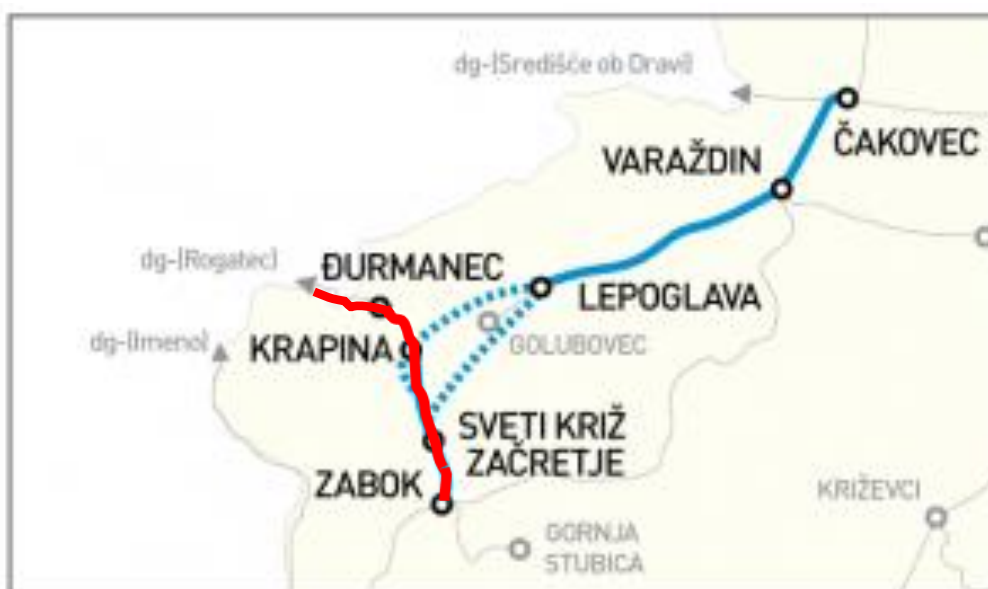 dg-(Središće ob Dravi)
ČAKOVEC
VARAŽDIN
dg-(Rogatec)
ĐURMANEC
LEPOGLAVA
dg-(Imeno)
KRAPINA
GOLUBOVEC
SVETI KRIŽ
ZAČRETJE
ZABOK
KRIŽEVCI
GORNJA
STUBICA